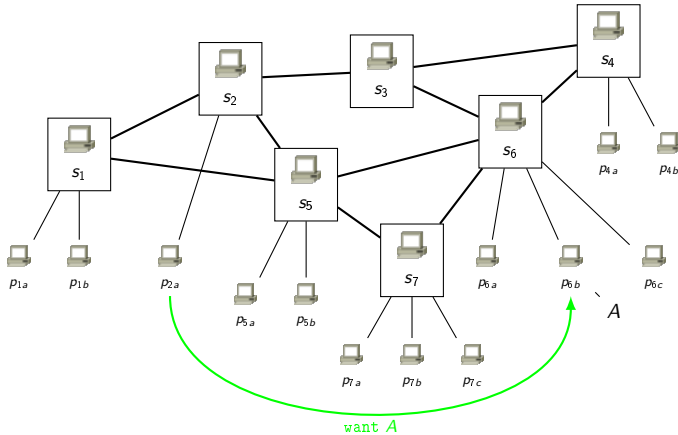 s4
s3
s2
s6
s1
p4a
p4b
s5
s7
p1a
p1b
p2a
p6a
p6b
p6c
A
p5a
p5b
p7a
p7b
p7c
want A